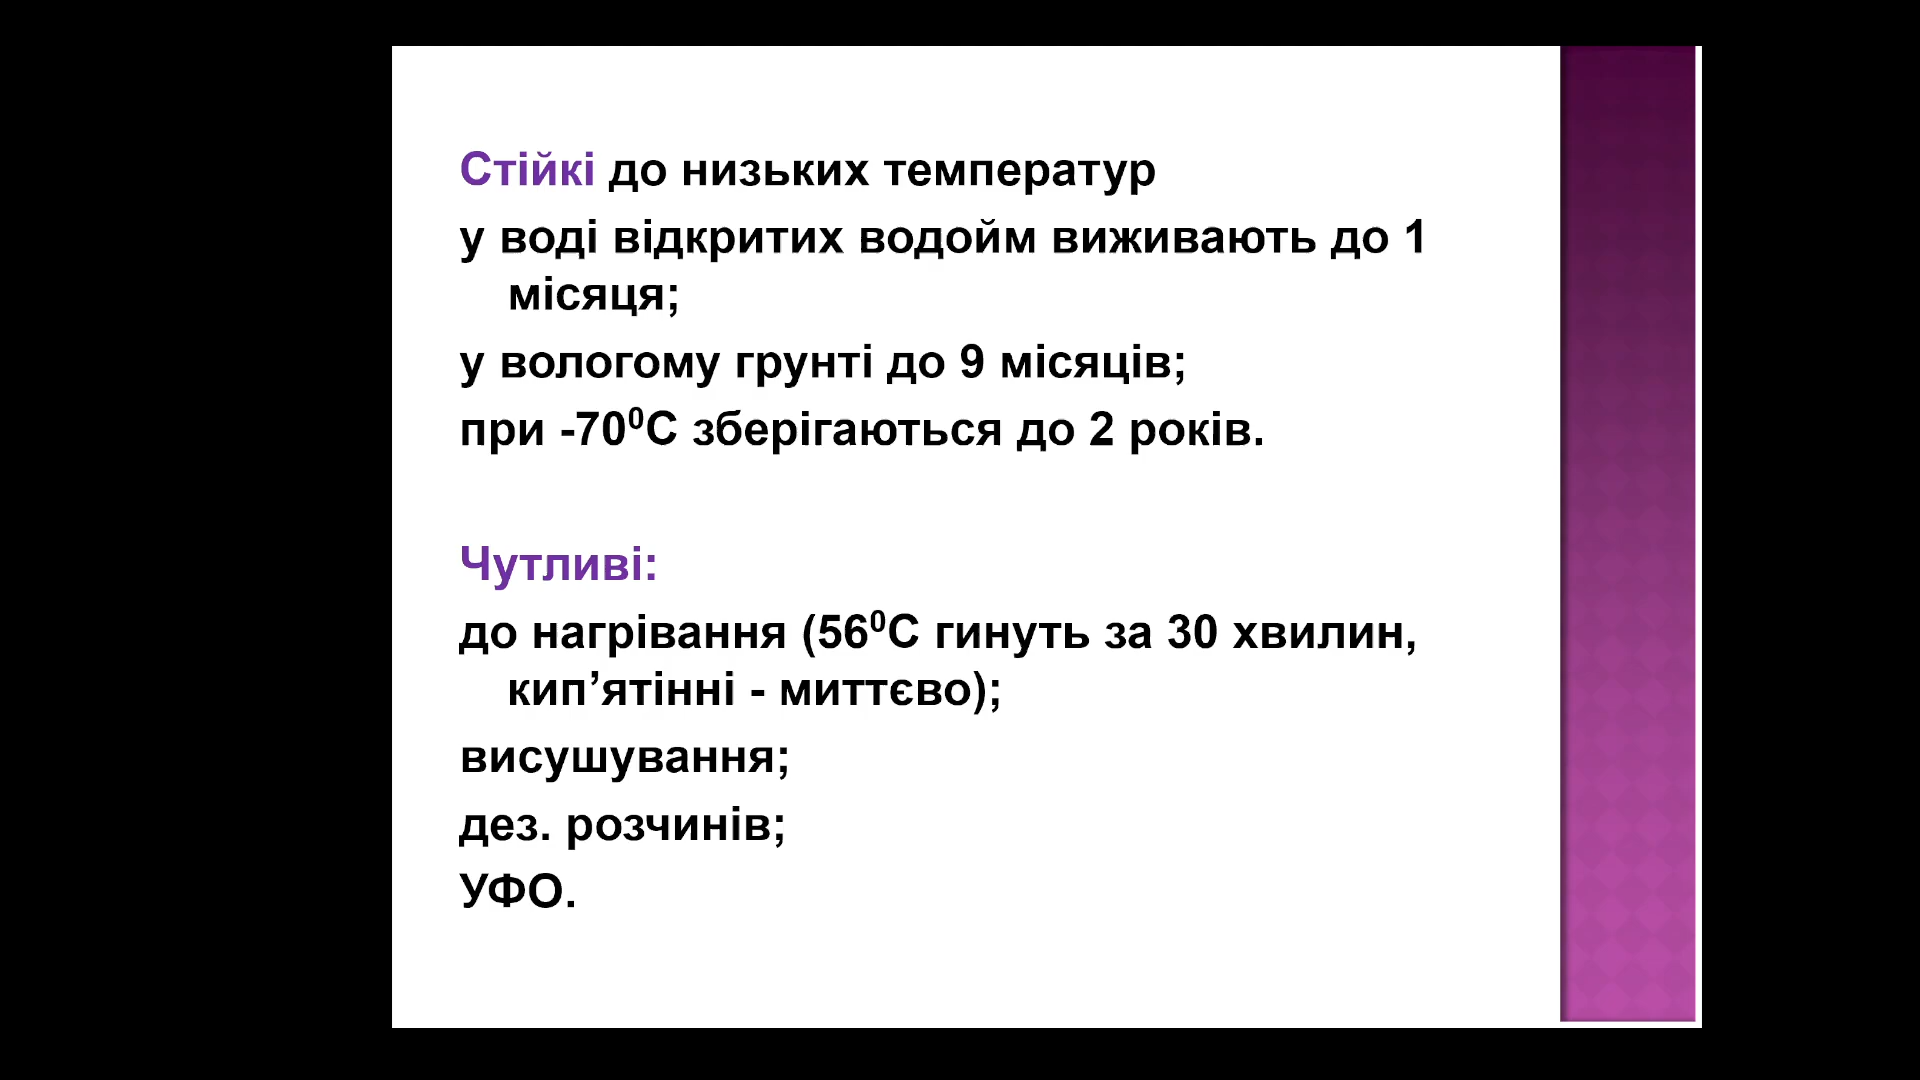 Стійкі до низьких температур
у воді відкритих водойм виживають до 1
місяця;
у вологому грунті до 9 місяців;
при -70⁰С зберігаються до 2 років.
Чутливі:
до нагрівання (56⁰С гинуть за 30 хвилин,
кип’ятінні - миттєво);
висушування;
дез. розчинів;
УФО.